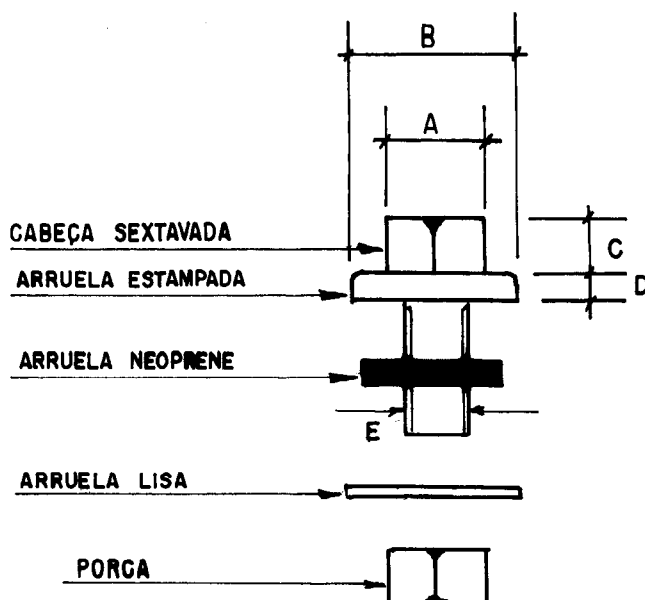 B
A
CABEÇA SEXTAVADA
C
ARRUELA ESTAMPADA
D
ARRUELA NEOPRENE
E
ARRUELA LISA
PORCA